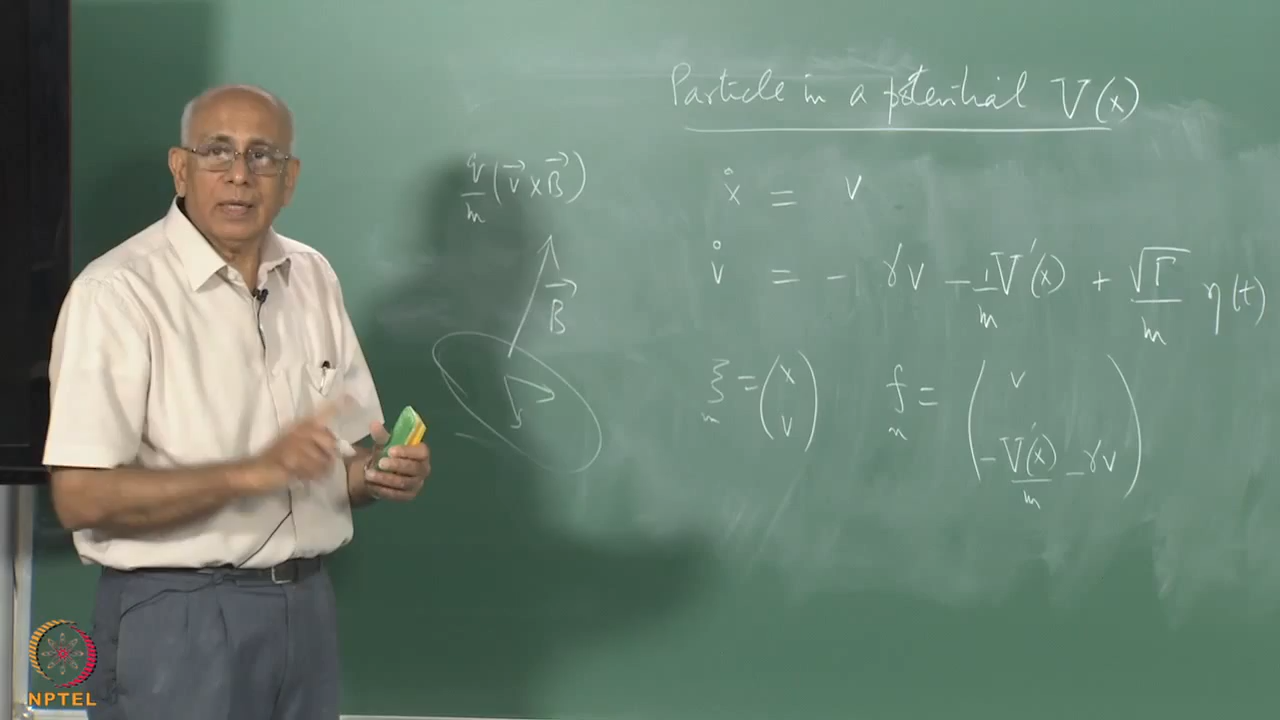 Particle in a potential V(x)
q/m (v⃗ × B⃗)
ẋ = v
v̇ = - γv - 1/m V'(x) + √Γ/m η(t)
B⃗
ξ = (x v)
f = (v -V'(x)/m - γv)
NPTEL